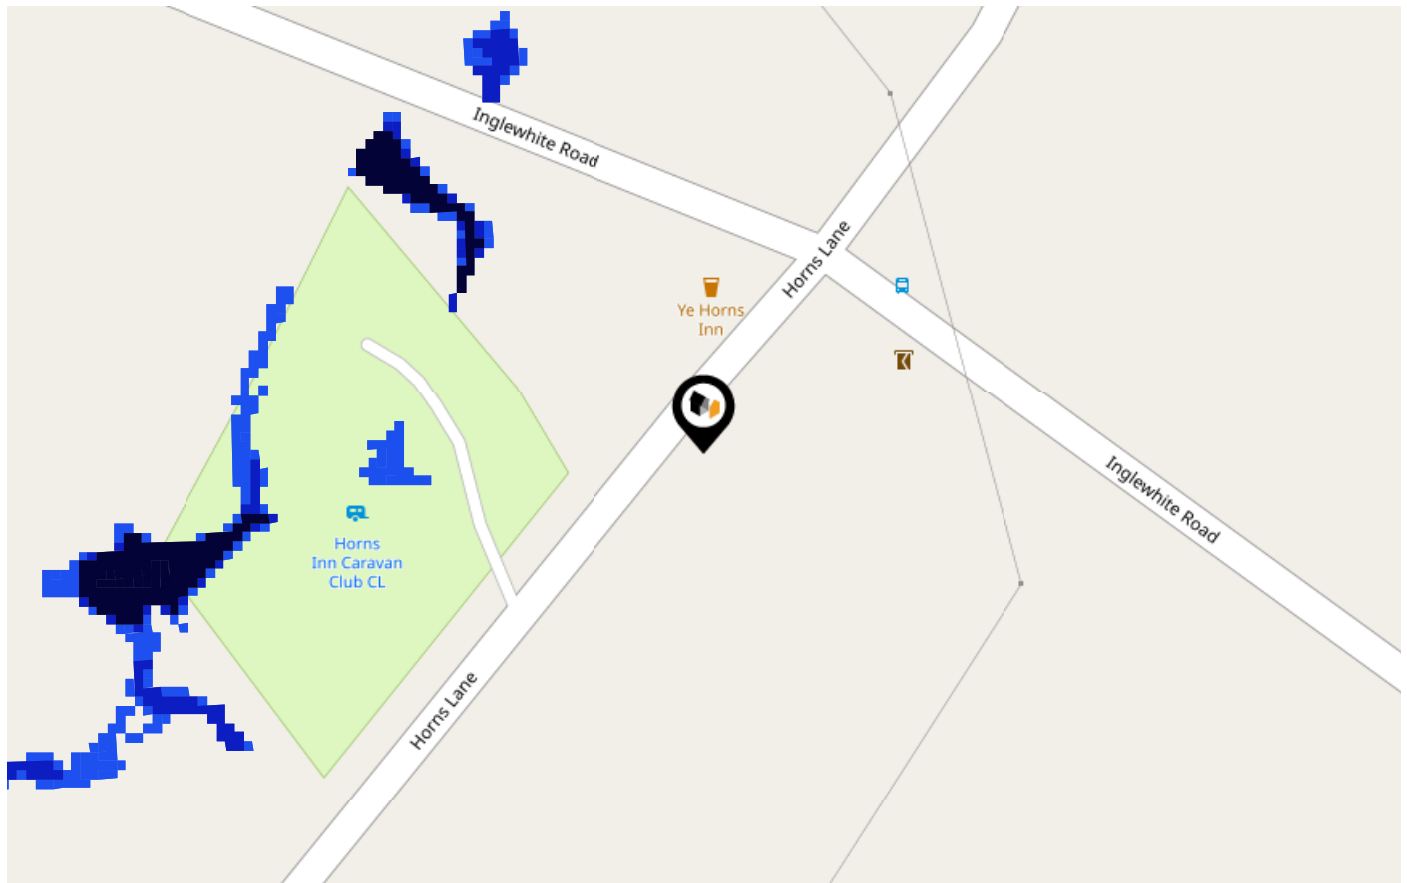 Inglewhite Road
Horns Lane
Ye Horns
Inn
Inglewhite Road
Horns
Inn Caravan
Club CL
Horns Lane